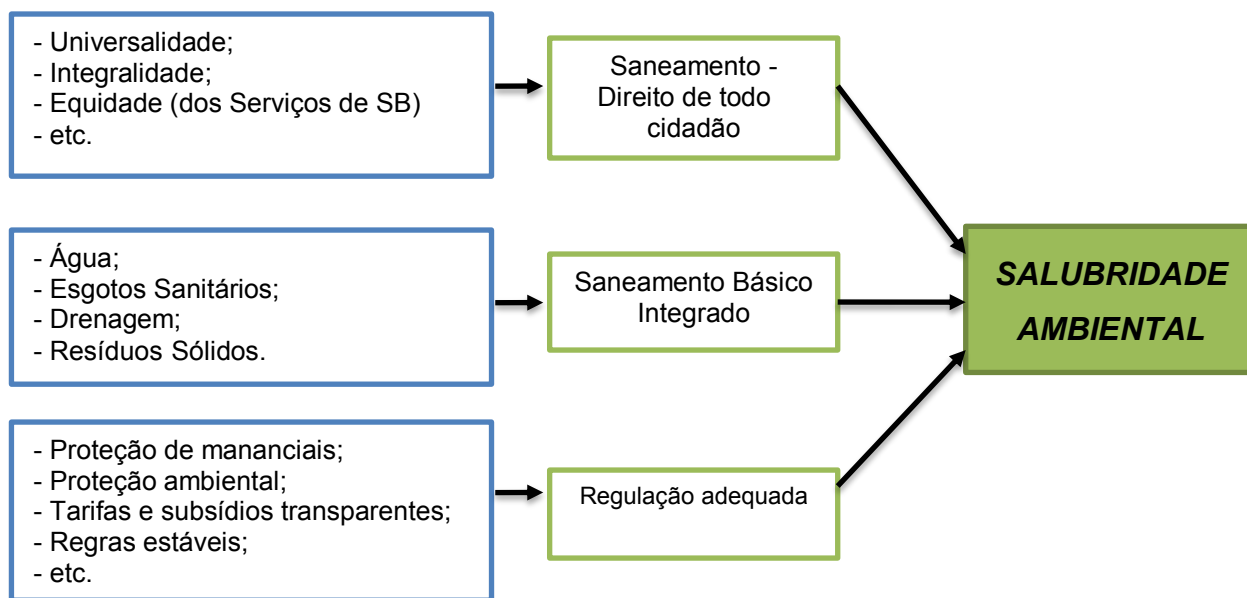 - Universalidade;
- Integralidade;
- Equidade (dos Serviços de SB)
- etc.
Saneamento -
Direito de todo
cidadão
- Água;
- Esgotos Sanitários;
- Drenagem;
- Resíduos Sólidos.
Saneamento Básico
Integrado
- Proteção de mananciais;
- Proteção ambiental;
- Tarifas e subsídios transparentes;
- Regras estáveis;
- etc.
Regulação adequada
SALUBRIDADE
AMBIENTAL